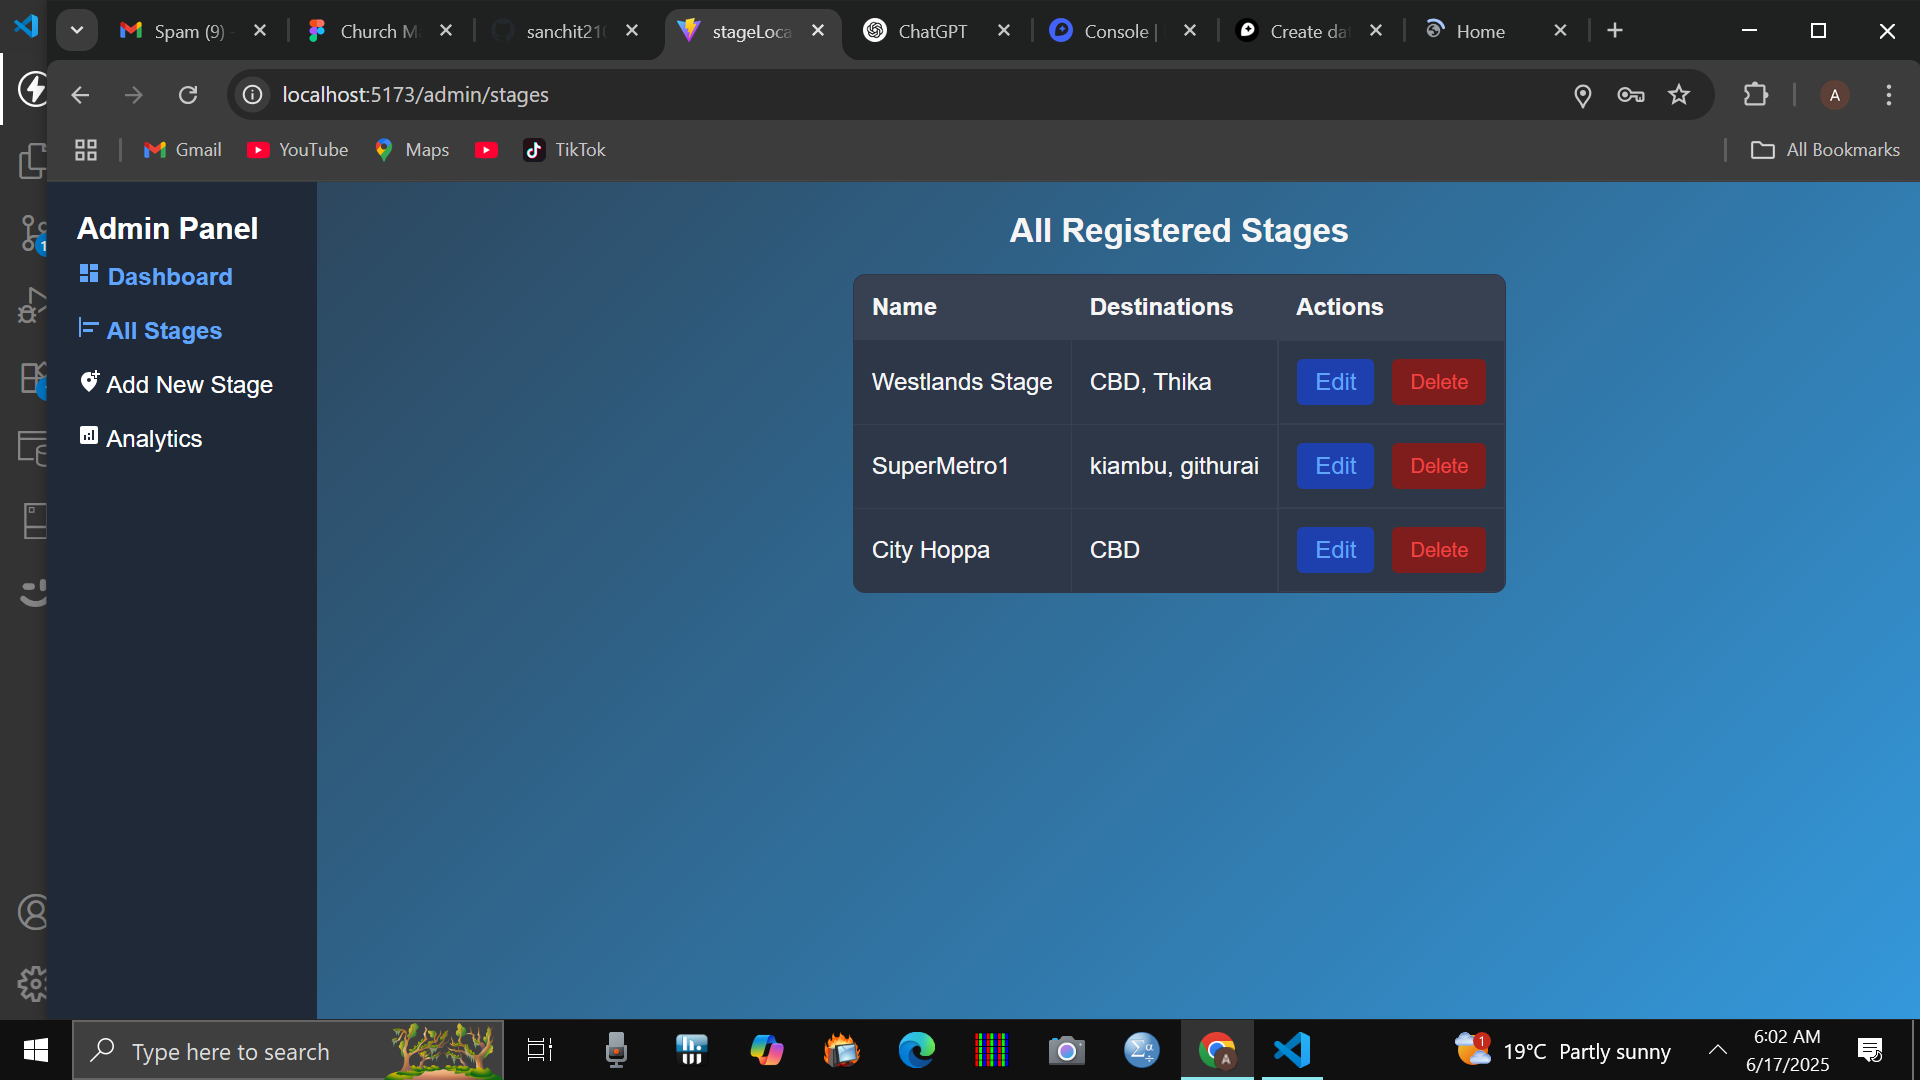 Spam (9)
Church M
sanchit210
stageLoca
ChatGPT
Console |
Create da
Home
localhost:5173/admin/stages
A
Gmail
YouTube
Maps
TikTok
All Bookmarks
Admin Panel
Dashboard
All Stages
Add New Stage
Analytics
All Registered Stages
Name Destinations Actions
Westlands Stage CBD, Thika Edit Delete
SuperMetro1 kiambu, githurai Edit Delete
City Hoppa CBD Edit Delete
Type here to search
1
19°C Partly sunny
6:02 AM
6/17/2025